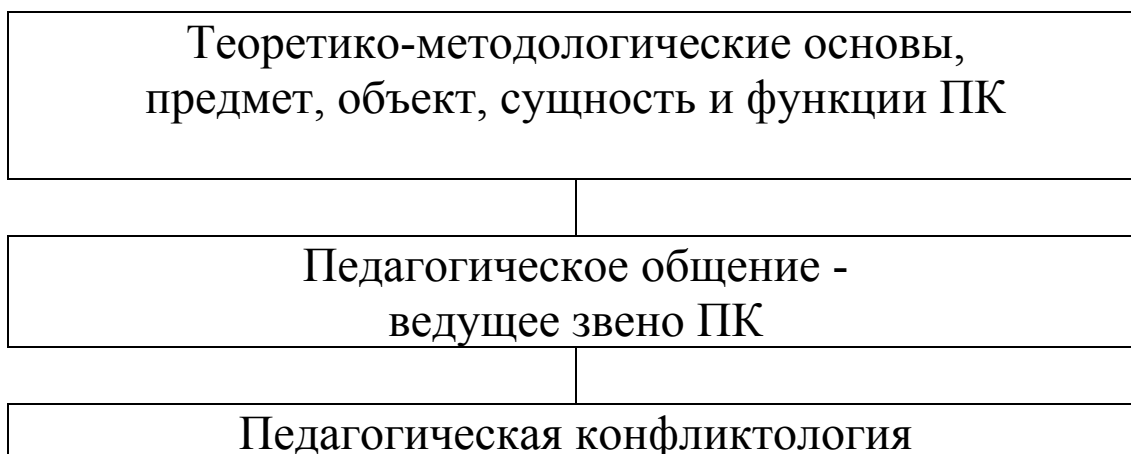 Теоретико-методологические основы,
предмет, объект, сущность и функции ПК
Педагогическое общение -
ведущее звено ПК
Педагогическая конфликтология